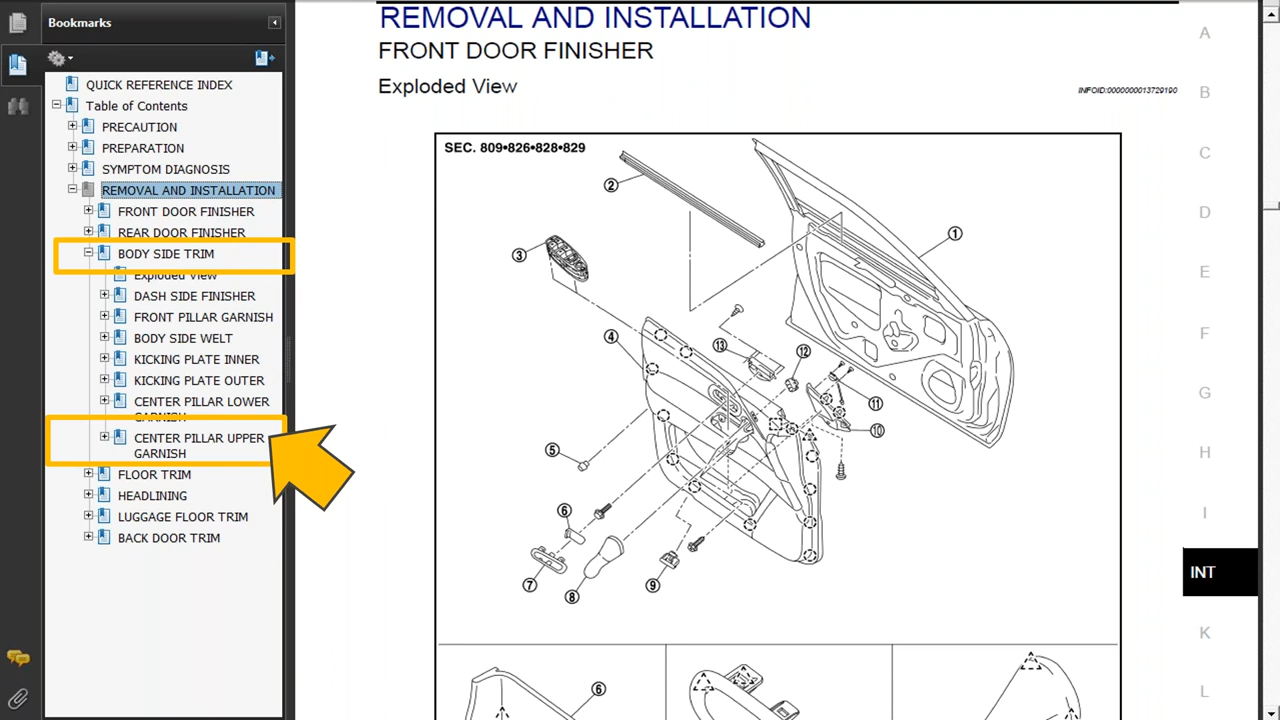 Bookmarks
QUICK REFERENCE INDEX
Table of Contents
PRECAUTION
PREPARATION
SYMPTOM DIAGNOSIS
REMOVAL AND INSTALLATION
FRONT DOOR FINISHER
REAR DOOR FINISHER
BODY SIDE TRIM
Exploded View
DASH SIDE FINISHER
FRONT PILLAR GARNISH
BODY SIDE WELT
KICKING PLATE INNER
KICKING PLATE OUTER
CENTER PILLAR LOWER
GARNISH
CENTER PILLAR UPPER
GARNISH
FLOOR TRIM
HEADLINING
LUGGAGE FLOOR TRIM
BACK DOOR TRIM
REMOVAL AND INSTALLATION
FRONT DOOR FINISHER
Exploded View
INFOID:0000000013729190
SEC. 809•826•828•829
2
1
3
4
13
12
11
10
5
6
7
8
9
6
A
B
C
D
E
F
G
H
I
INT
K
L